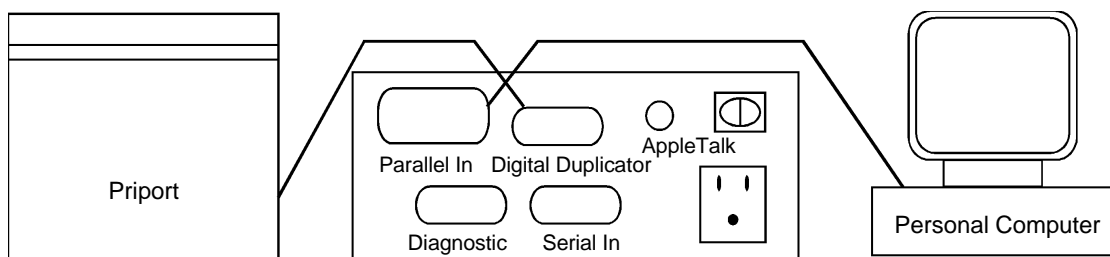 Priport
Parallel In
Digital Duplicator
AppleTalk
Diagnostic
Serial In
Personal Computer